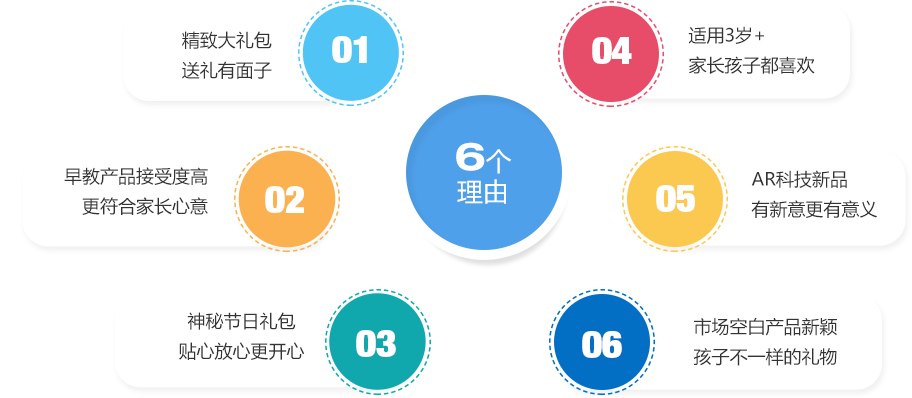 6个
理由
01
精致大礼包
送礼有面子
02
早教产品接受度高
更符合家长心意
03
神秘节日礼包
贴心放心更开心
04
适用3岁+
家长孩子都喜欢
05
AR科技新品
有新意更有意义
06
市场空白产品新颖
孩子不一样的礼物